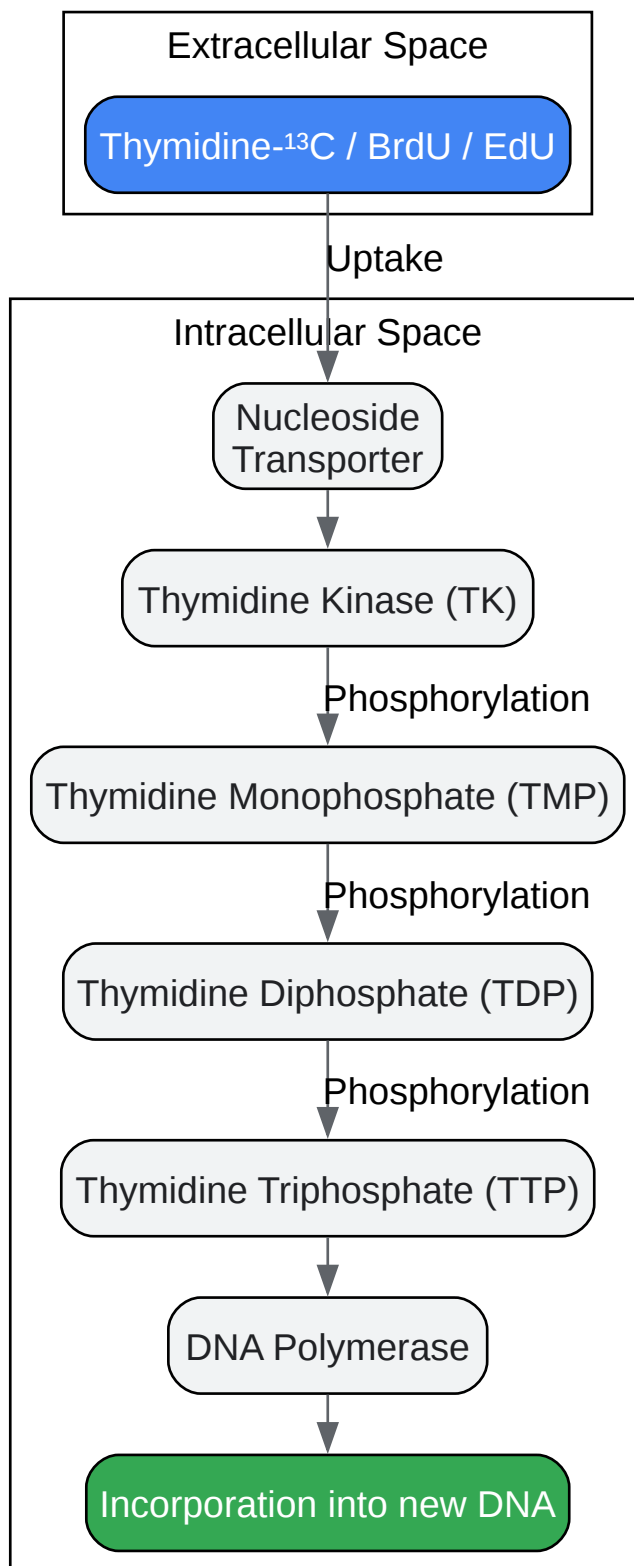 Extracellular Space
Thymidine-¹³C / BrdU / EdU
Uptake
Intracellular Space
Nucleoside
Transporter
Thymidine Kinase (TK)
Phosphorylation
Thymidine Monophosphate (TMP)
Phosphorylation
Thymidine Diphosphate (TDP)
Phosphorylation
Thymidine Triphosphate (TTP)
DNA Polymerase
Incorporation into new DNA